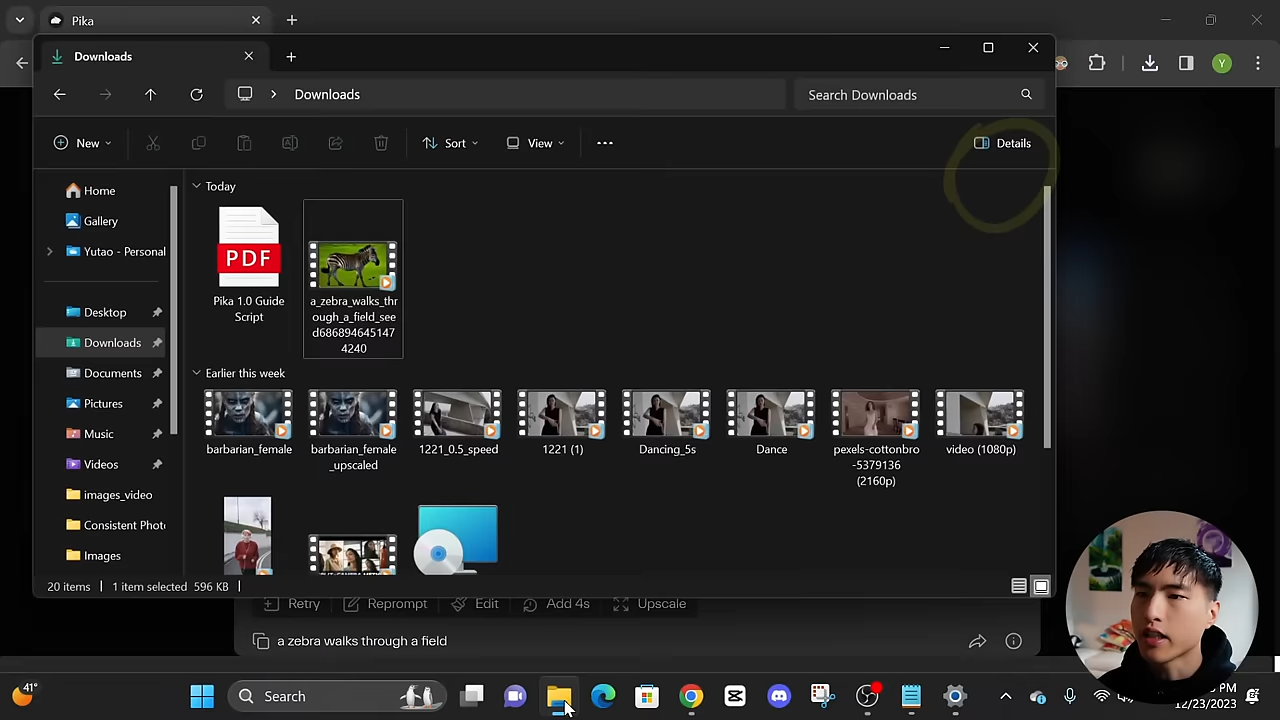 Pika
Downloads
Downloads
Search Downloads
New
Sort
View
Details
Home
Gallery
Yutao - Personal
Desktop
Downloads
Documents
Pictures
Music
Videos
images_video
Consistent Phot
Images
Today
PDF
Pika 1.0 Guide
Script
a_zebra_walks_thr
ough_a_field_see
d686894645147
4240
Earlier this week
barbarian_female
barbarian_female
_upscaled
1221_0.5_speed
1221 (1)
Dancing_5s
Dance
pexels-cottonbro
-5379136
(2160p)
video (1080p)
20 items
1 item selected 596 KB
Retry
Reprompt
Edit
Add 4s
Upscale
a zebra walks through a field
Y
41°
Search
PM
12/23/2023